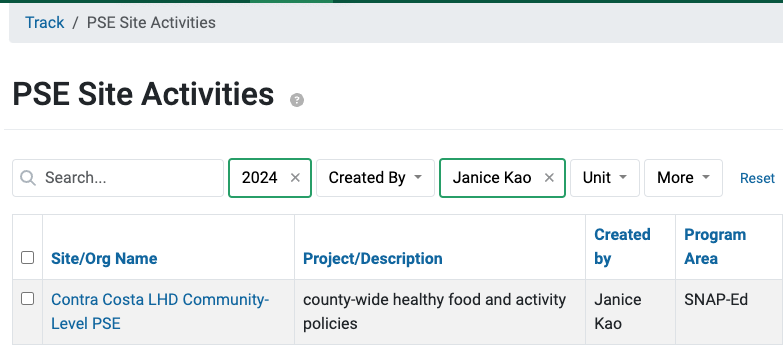 Track / PSE Site Activities
PSE Site Activities ?
Search... 2024 × Created By Janice Kao × Unit More Reset
Site/Org Name Project/Description Created by Program Area
Contra Costa LHD Community-
Level PSE
county-wide healthy food and activity
policies
Janice
Kao
SNAP-Ed